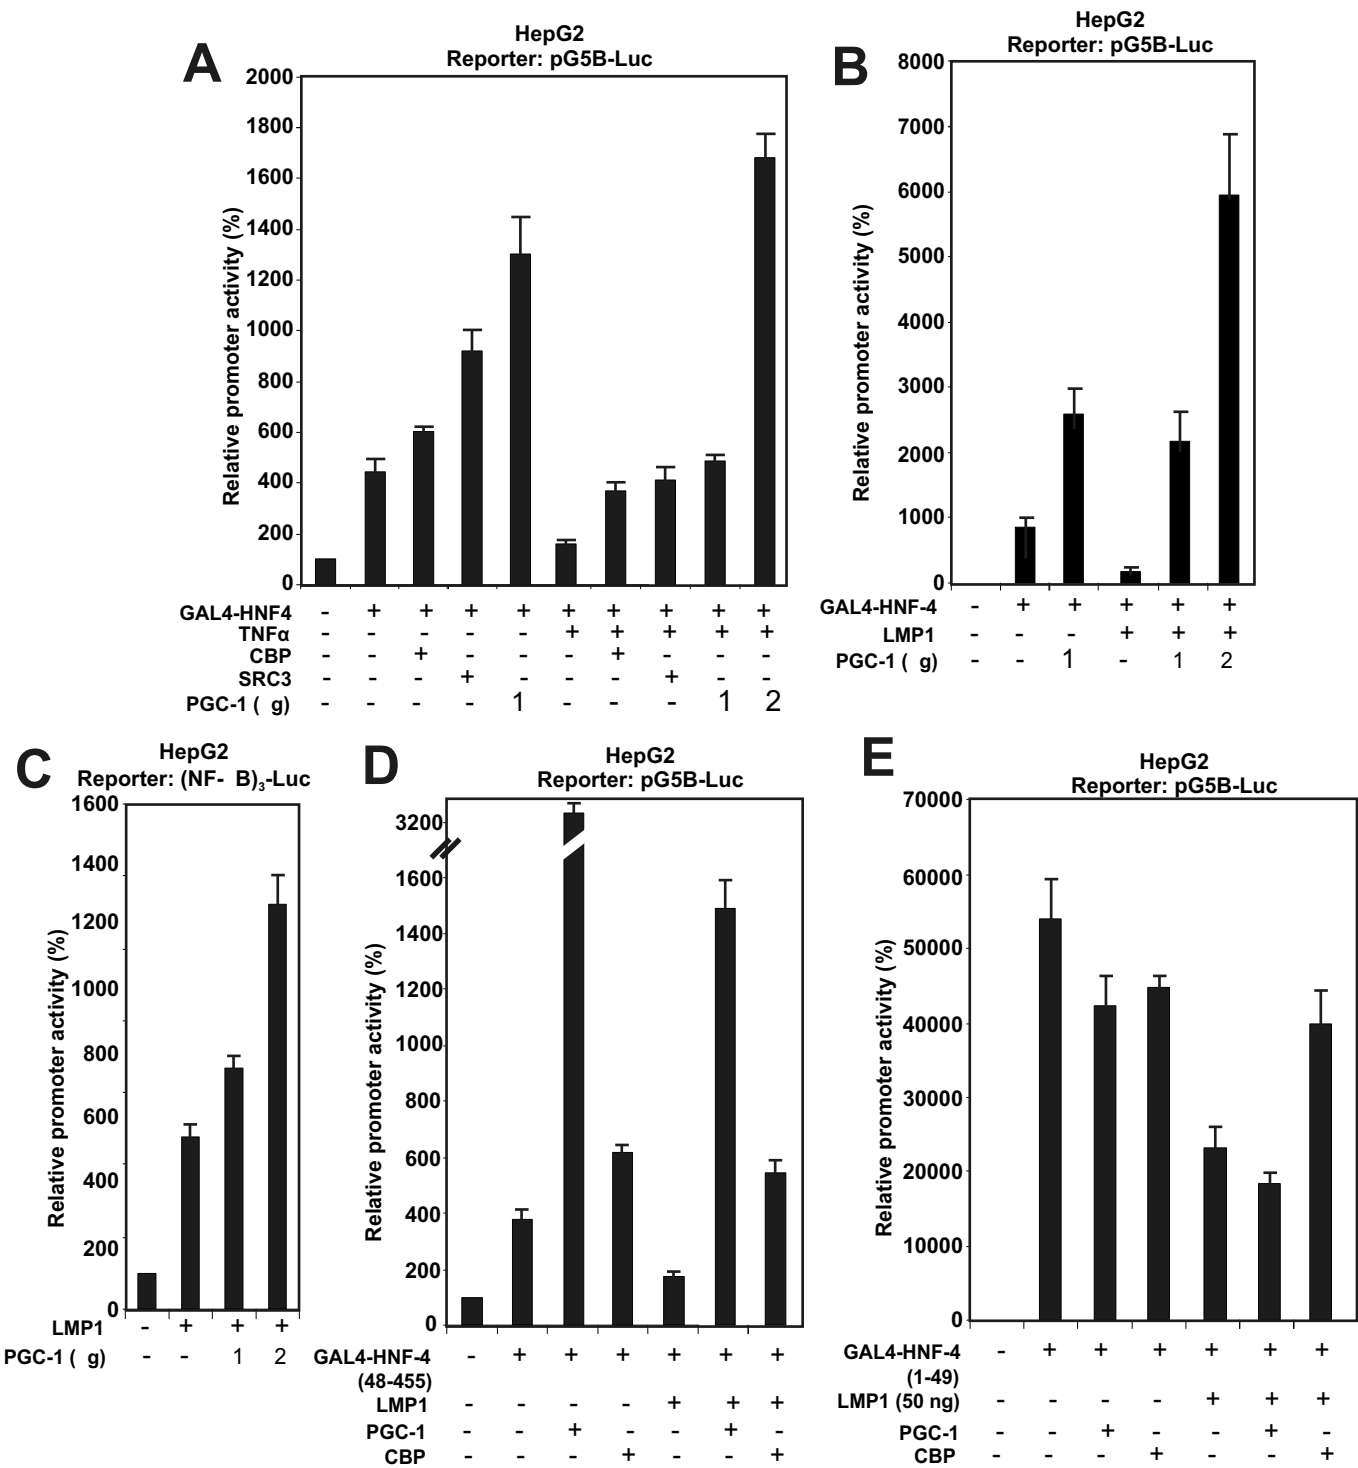 A
HepG2
Reporter: pG5B-Luc
Relative promoter activity (%)
2000
1800
1600
1400
1200
1000
800
600
400
200
0
GAL4-HNF4 - + + + + + + + + +
TNFα - - - - - + + + + +
CBP - - + - - - + - - -
SRC3 - - - + - - - + - -
PGC-1 ( g) - - - - 1 - - - 1 2
B
HepG2
Reporter: pG5B-Luc
Relative promoter activity (%)
8000
7000
6000
5000
4000
3000
2000
1000
0
GAL4-HNF-4 - + + + + +
LMP1 - - - + + +
PGC-1 ( g) - - 1 - 1 2
C
HepG2
Reporter: (NF- B)3-Luc
Relative promoter activity (%)
1600
1400
1200
1000
800
600
400
200
0
LMP1 - + + +
PGC-1 ( g) - - 1 2
D
HepG2
Reporter: pG5B-Luc
Relative promoter activity (%)
3200
1600
1400
1200
1000
800
600
400
200
0
GAL4-HNF-4 - + + + + + +
(48-455)
LMP1 - - - - + + +
PGC-1 - - + - - + -
CBP - - - + - - +
E
HepG2
Reporter: pG5B-Luc
Relative promoter activity (%)
70000
60000
50000
40000
30000
20000
10000
0
GAL4-HNF-4 - + + + + + +
(1-49)
LMP1 (50 ng) - - - - + + +
PGC-1 - - + - - + -
CBP - - - + - - +